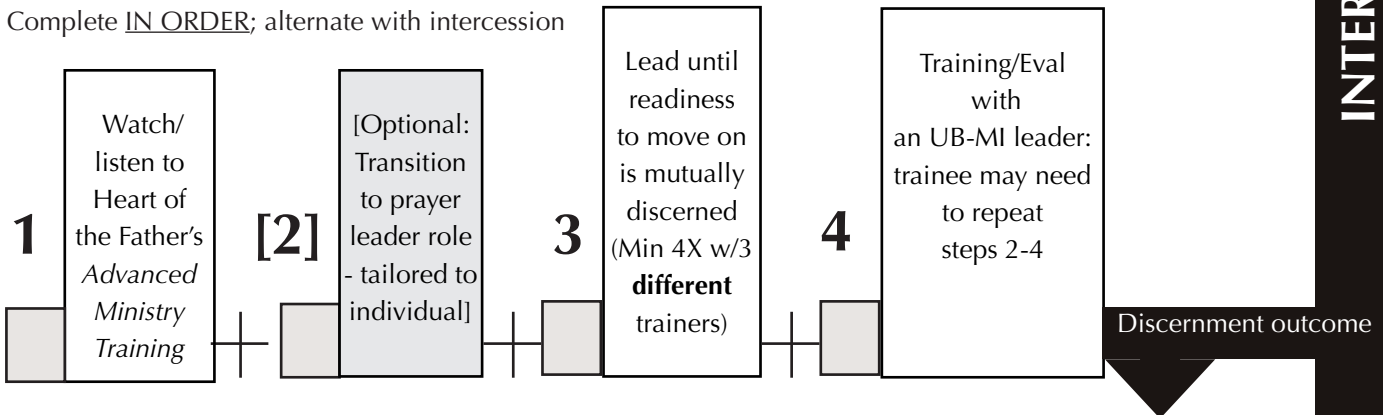 Complete IN ORDER; alternate with intercession
1
Watch/
listen to
Heart of
the Father’s
Advanced
Ministry
Training
[2]
[Optional:
Transition
to prayer
leader role
- tailored to
individual]
3
Lead until
readiness
to move on
is mutually
discerned
(Min 4X w/3
different
trainers)
4
Training/Eval
with
an UB-MI leader:
trainee may need
to repeat
steps 2-4
Discernment outcome
INTER